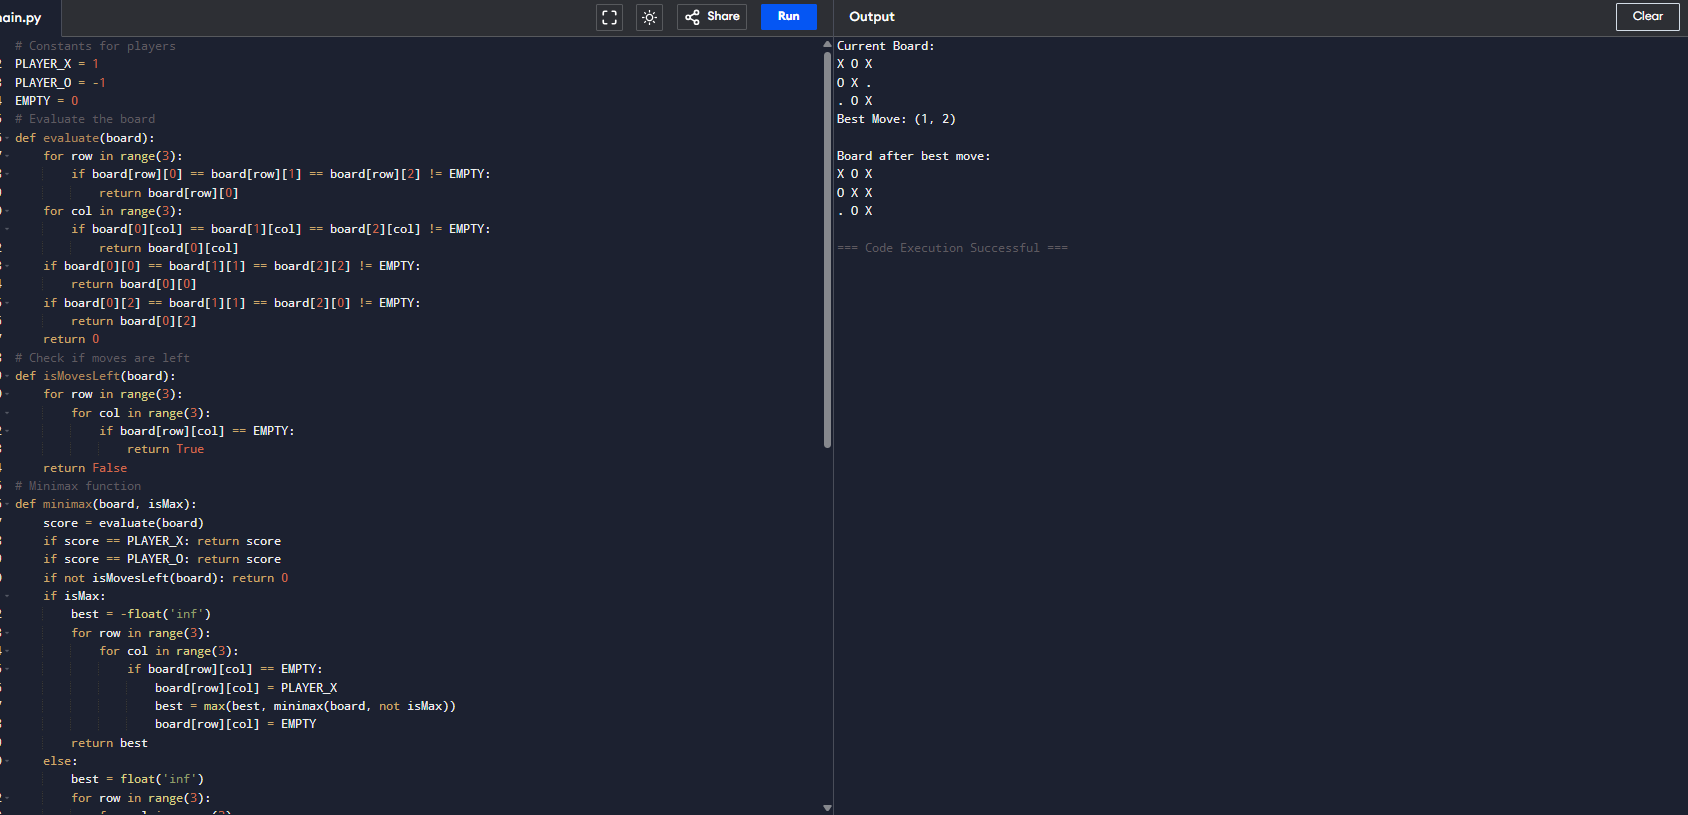 ain.py
Share
Run
Output
Clear
# Constants for players
PLAYER_X = 1
PLAYER_O = -1
EMPTY = 0
# Evaluate the board
def evaluate(board):
    for row in range(3):
        if board[row][0] == board[row][1] == board[row][2] != EMPTY:
            return board[row][0]
    for col in range(3):
        if board[0][col] == board[1][col] == board[2][col] != EMPTY:
            return board[0][col]
    if board[0][0] == board[1][1] == board[2][2] != EMPTY:
        return board[0][0]
    if board[0][2] == board[1][1] == board[2][0] != EMPTY:
        return board[0][2]
    return 0
# Check if moves are left
def isMovesLeft(board):
    for row in range(3):
        for col in range(3):
            if board[row][col] == EMPTY:
                return True
    return False
# Minimax function
def minimax(board, isMax):
    score = evaluate(board)
    if score == PLAYER_X: return score
    if score == PLAYER_O: return score
    if not isMovesLeft(board): return 0
    if isMax:
        best = -float('inf')
        for row in range(3):
            for col in range(3):
                if board[row][col] == EMPTY:
                    board[row][col] = PLAYER_X
                    best = max(best, minimax(board, not isMax))
                    board[row][col] = EMPTY
        return best
    else:
        best = float('inf')
        for row in range(3):
Current Board:
X O X
O X .
. O X
Best Move: (1, 2)
Board after best move:
X O X
O X X
. O X
=== Code Execution Successful ===